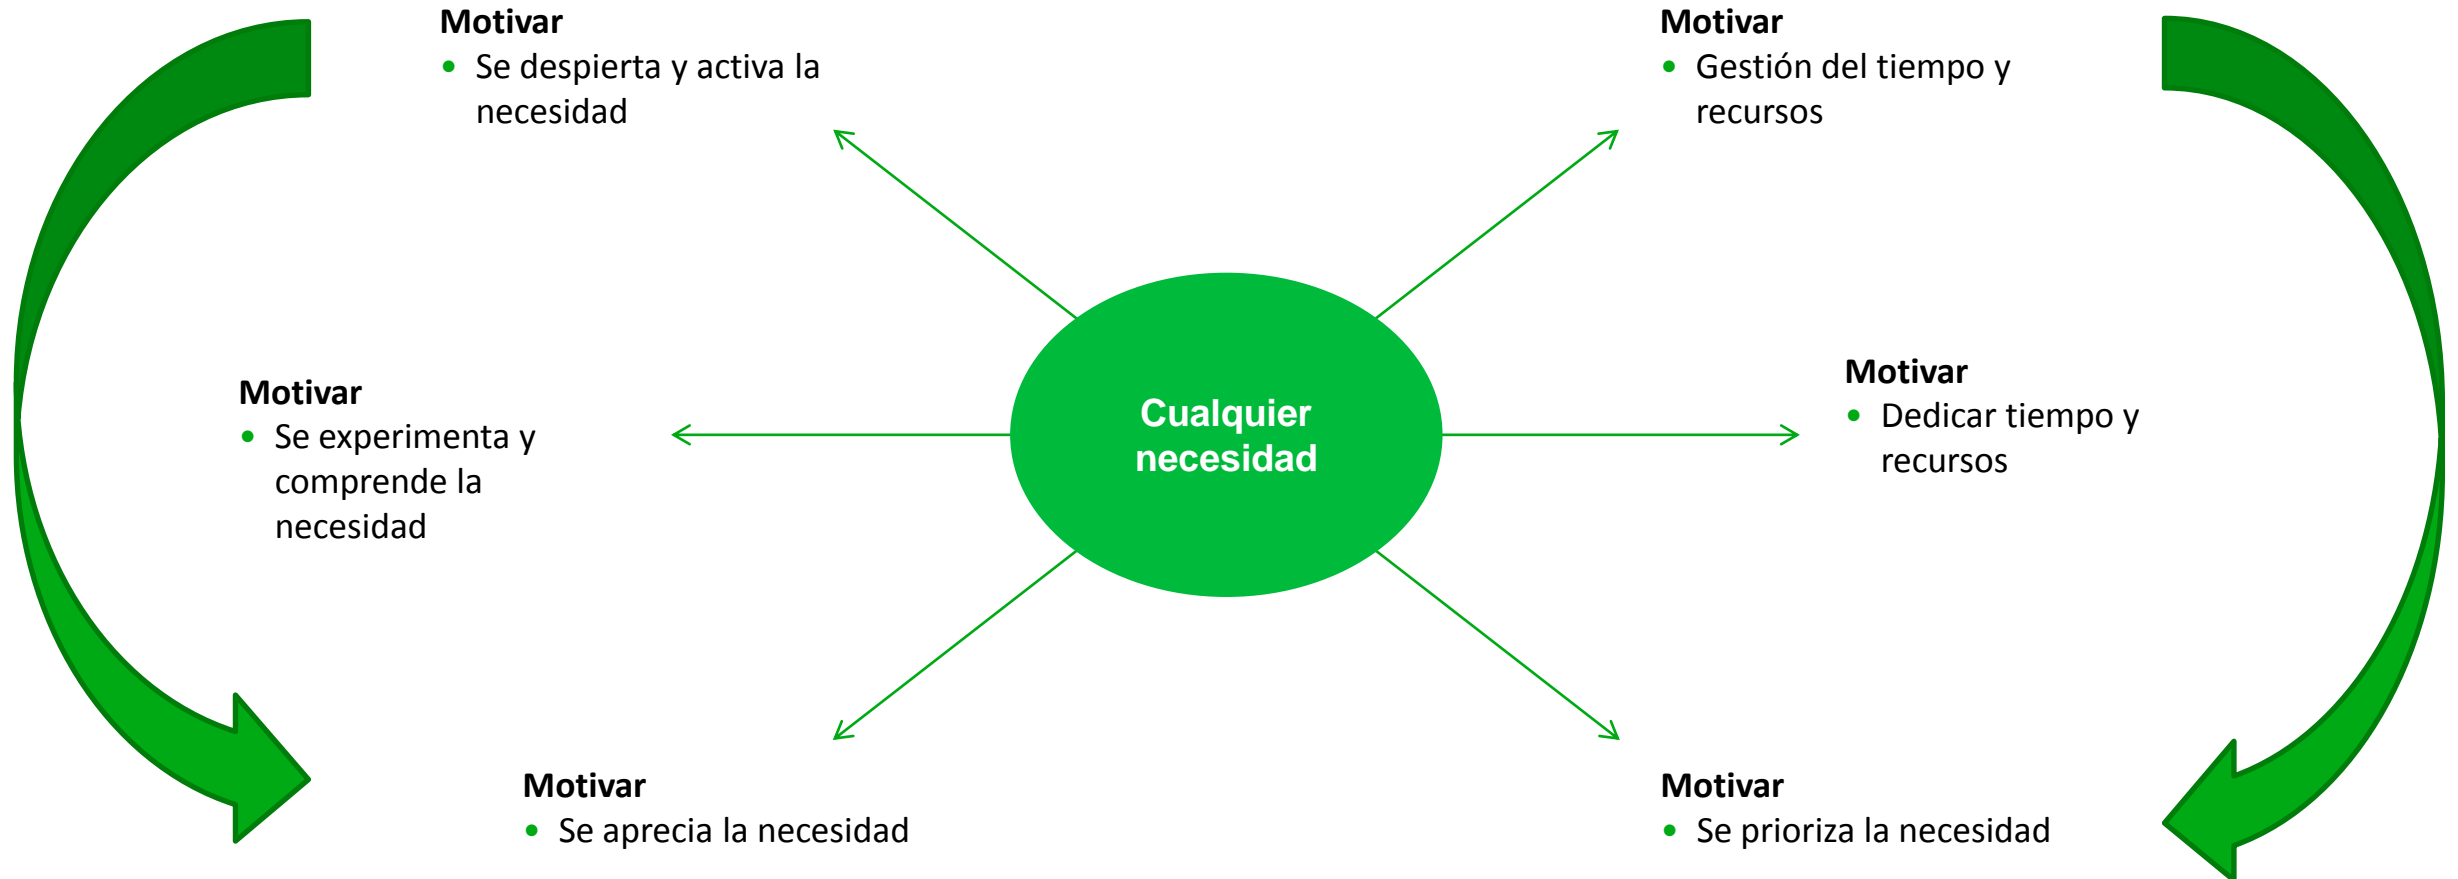 Motivar
• Se despierta y activa la
necesidad
Motivar
• Se experimenta y
comprende la
necesidad
Motivar
• Se aprecia la necesidad
Cualquier
necesidad
Motivar
• Gestión del tiempo y
recursos
Motivar
• Dedicar tiempo y
recursos
Motivar
• Se prioriza la necesidad